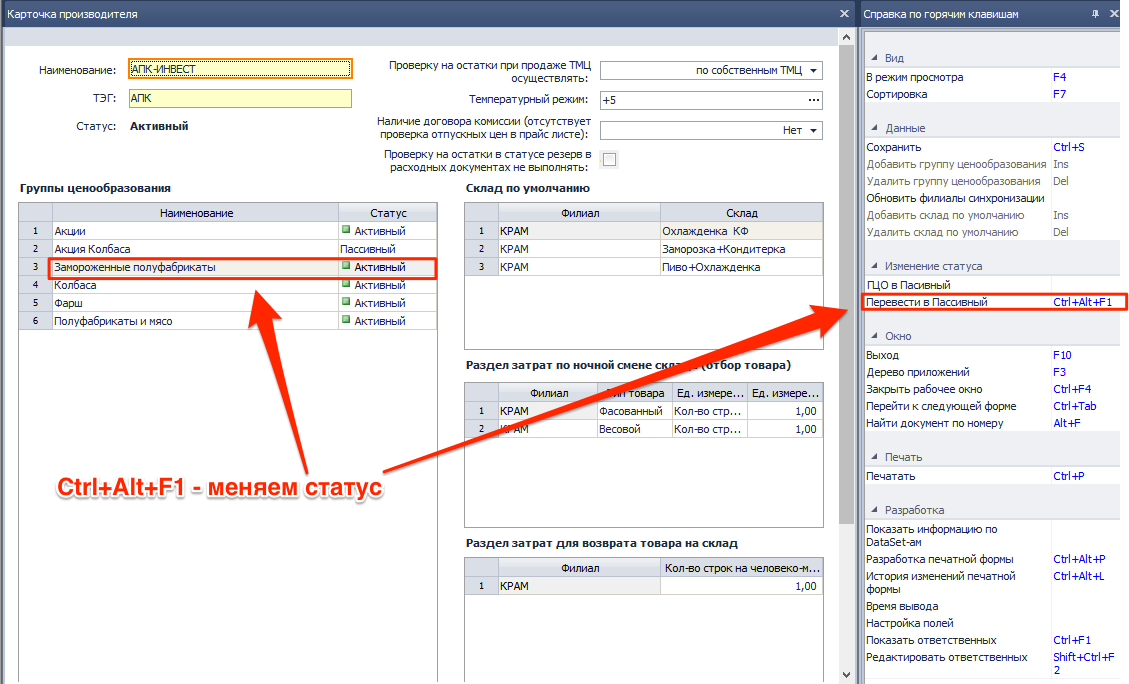 Карточка производителя
Наименование: АПК-ИНВЕСТ
ТЭГ: АПК
Статус: Активный
Проверку на остатки при продаже ТМЦ
осуществлять: по собственным ТМЦ
Температурный режим: +5 ...
Наличие договора комиссии (отсутствует
проверка отпускных цен в прайс листе): Нет
Проверку на остатки в статусе резерв в
расходных документах не выполнять:
Группы ценообразования
Наименование Статус
1 Акции Активный
2 Акция Колбаса Пассивный
3 Замороженные полуфабрикаты Активный
4 Колбаса Активный
5 Фарш Активный
6 Полуфабрикаты и мясо Активный
Ctrl+Alt+F1 - меняем статус
Склад по умолчанию
Филиал Склад
1 КРАМ Охлажденка КФ
2 КРАМ Заморозка+Кондитерка
3 КРАМ Пиво+Охлажденка
Раздел затрат по ночной смене склада (отбор товара)
Филиал товара Ед. измере... Ед. измере...
1 КРАМ Фасованный Кол-во стр... 1,00
2 КРАМ Весовой Кол-во стр... 1,00
Раздел затрат для возврата товара на склад
Филиал Кол-во строк на человеко-м...
1 КРАМ 1,00
Справка по горячим клавишам
Вид
В режим просмотра F4
Сортировка F7
Данные
Сохранить Ctrl+S
Добавить группу ценообразования Ins
Удалить группу ценообразования Del
Обновить филиалы синхронизации
Добавить склад по умолчанию Ins
Удалить склад по умолчанию Del
Изменение статуса
ГЦО в Пасивный
Перевести в Пассивный Ctrl+Alt+F1
Окно
Выход F10
Дерево приложений F3
Закрыть рабочее окно Ctrl+F4
Перейти к следующей форме Ctrl+Tab
Найти документ по номеру Alt+F
Печать
Печатать Ctrl+P
Разработка
Показать информацию по
DataSet-ам
Разработка печатной формы Ctrl+Alt+P
История изменений печатной Ctrl+Alt+L
формы
Время вывода
Настройка полей
Показать ответственных Ctrl+F1
Редактировать ответственных Shift+Ctrl+F
2